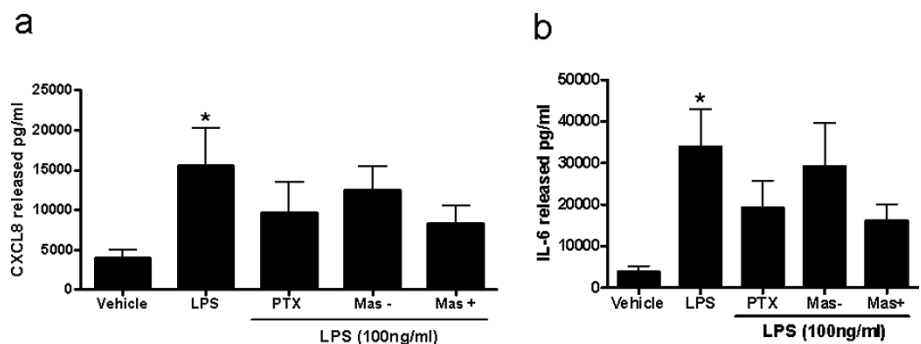 a
CXCL8 released pg/ml
25000
20000
15000
10000
5000
0
*
Vehicle LPS PTX Mas - Mas +
LPS (100ng/ml)
b
IL-6 released pg/ml
50000
40000
30000
20000
10000
0
*
Vehicle LPS PTX Mas- Mas+
LPS (100ng/ml)